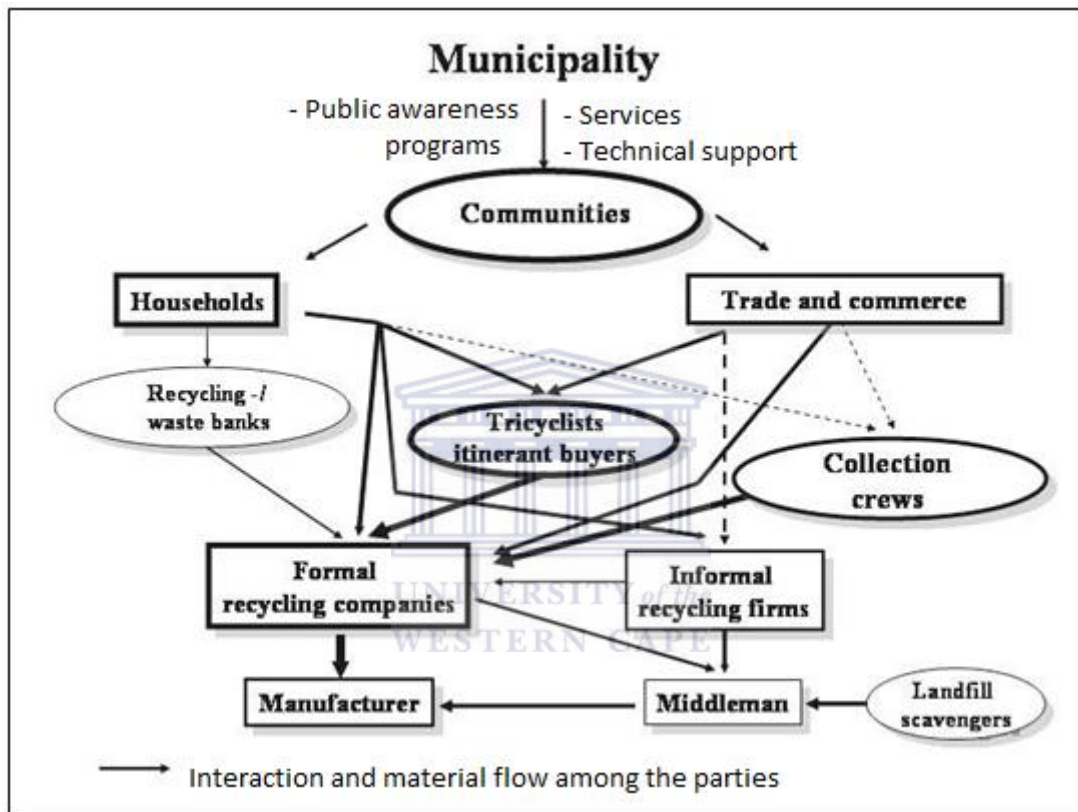 Municipality
- Public awareness
programs
- Services
- Technical support
Communities
Households
Trade and commerce
Recycling -/
waste banks
Tricyclists
itinerant buyers
Collection
crews
Formal
recycling companies
Informal
recycling firms
UNIVERSITY of the
WESTERN CAPE
Manufacturer
Middleman
Landfill
scavengers
Interaction and material flow among the parties